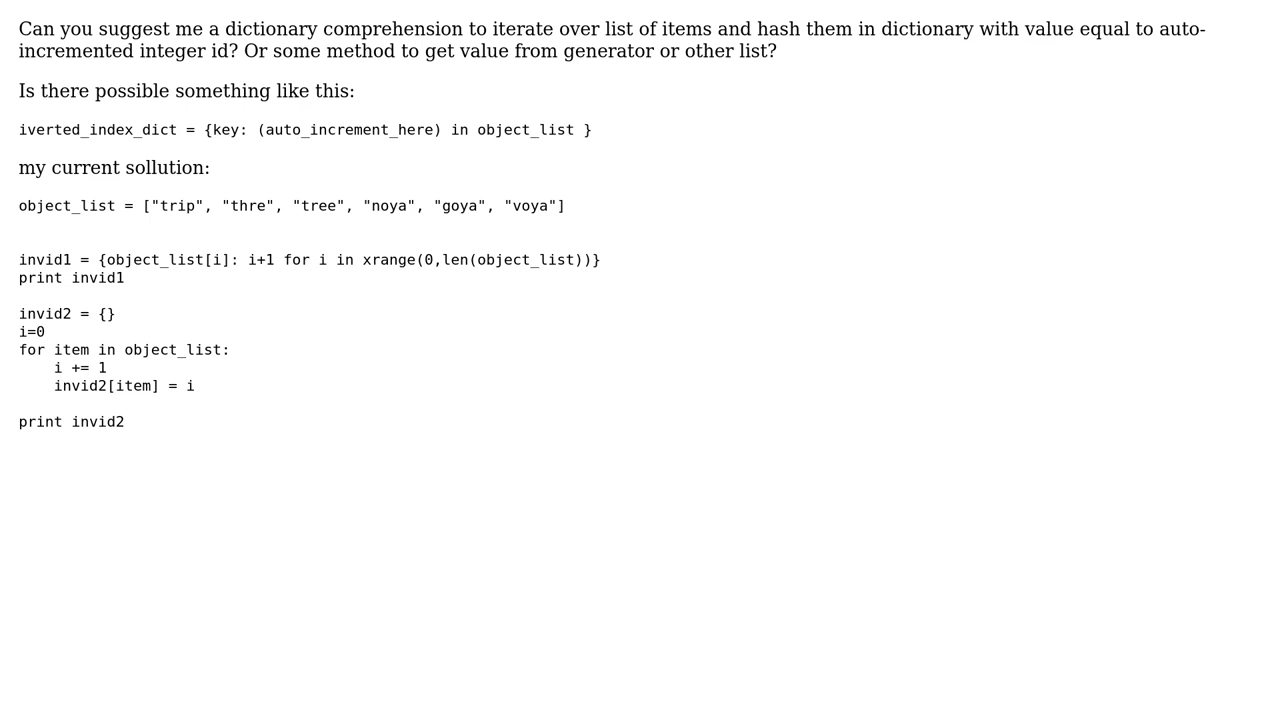 Can you suggest me a dictionary comprehension to iterate over list of items and hash them in dictionary with value equal to auto-
incremented integer id? Or some method to get value from generator or other list?
Is there possible something like this:
iverted_index_dict = {key: (auto_increment_here) in object_list }
my current sollution:
object_list = ["trip", "thre", "tree", "noya", "goya", "voya"]
invid1 = {object_list[i]: i+1 for i in xrange(0,len(object_list))}
print invid1
invid2 = {}
i=0
for item in object_list:
    i += 1
    invid2[item] = i
print invid2